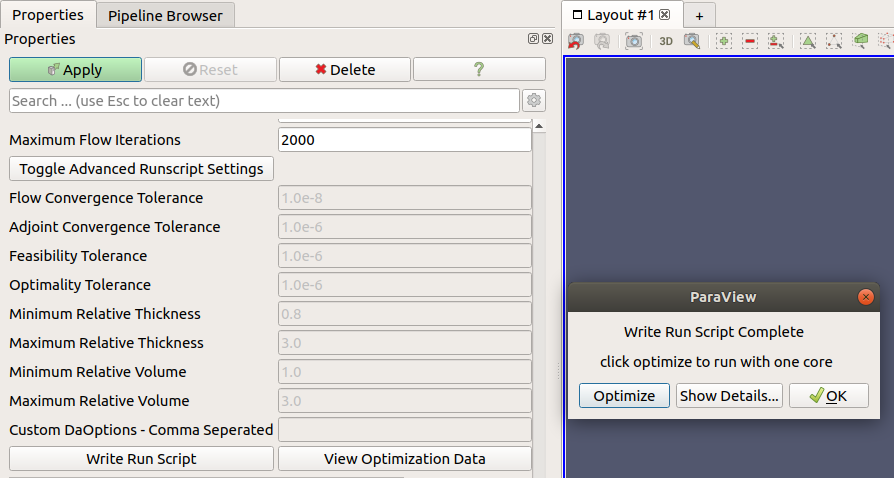 Properties
Pipeline Browser
Properties
Apply
Reset
Delete
?
Search ... (use Esc to clear text)
Maximum Flow Iterations
2000
Toggle Advanced Runscript Settings
Flow Convergence Tolerance
1.0e-8
Adjoint Convergence Tolerance
1.0e-6
Feasibility Tolerance
1.0e-6
Optimality Tolerance
1.0e-6
Minimum Relative Thickness
0.8
Maximum Relative Thickness
3.0
Minimum Relative Volume
1.0
Maximum Relative Volume
3.0
Custom DaOptions - Comma Seperated
Write Run Script
View Optimization Data
Layout #1
+
3D
ParaView
Write Run Script Complete
click optimize to run with one core
Optimize
Show Details...
OK